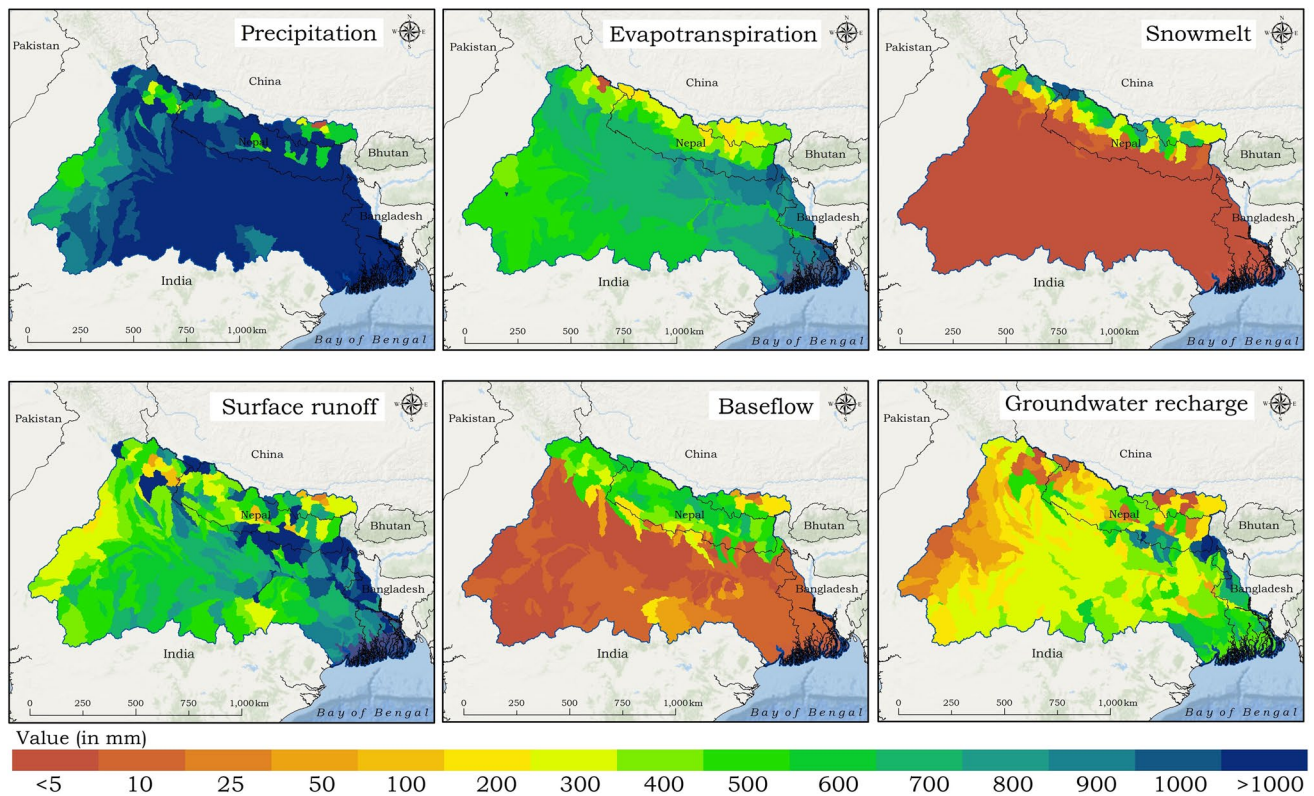 Precipitation
N
W E
S
Pakistan
China
Nepal
Bhutan
Bangladesh
India
0 250 500 750 1,000 km
Bay of Bengal
Evapotranspiration
N
W E
S
Pakistan
China
Nepal
Bhutan
Bangladesh
India
0 250 500 750 1,000 km
Bay of Bengal
Snowmelt
N
W E
S
Pakistan
China
Nepal
Bhutan
Bangladesh
India
0 250 500 750 1,000 km
Bay of Bengal
Surface runoff
N
W E
S
Pakistan
China
Nepal
Bhutan
Bangladesh
India
0 250 500 750 1,000 km
Bay of Bengal
Baseflow
N
W E
S
Pakistan
China
Nepal
Bhutan
Bangladesh
India
0 250 500 750 1,000 km
Bay of Bengal
Groundwater recharge
N
W E
S
Pakistan
China
Nepal
Bhutan
Bangladesh
India
0 250 500 750 1,000 km
Bay of Bengal
Value (in mm)
<5 10 25 50 100 200 300 400 500 600 700 800 900 1000 >1000